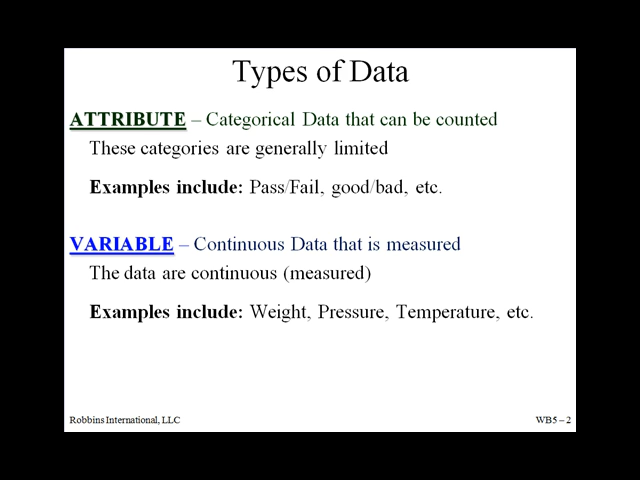 Types of Data
ATTRIBUTE – Categorical Data that can be counted
These categories are generally limited
Examples include: Pass/Fail, good/bad, etc.
VARIABLE – Continuous Data that is measured
The data are continuous (measured)
Examples include: Weight, Pressure, Temperature, etc.
Robbins International, LLC
WB5 – 2